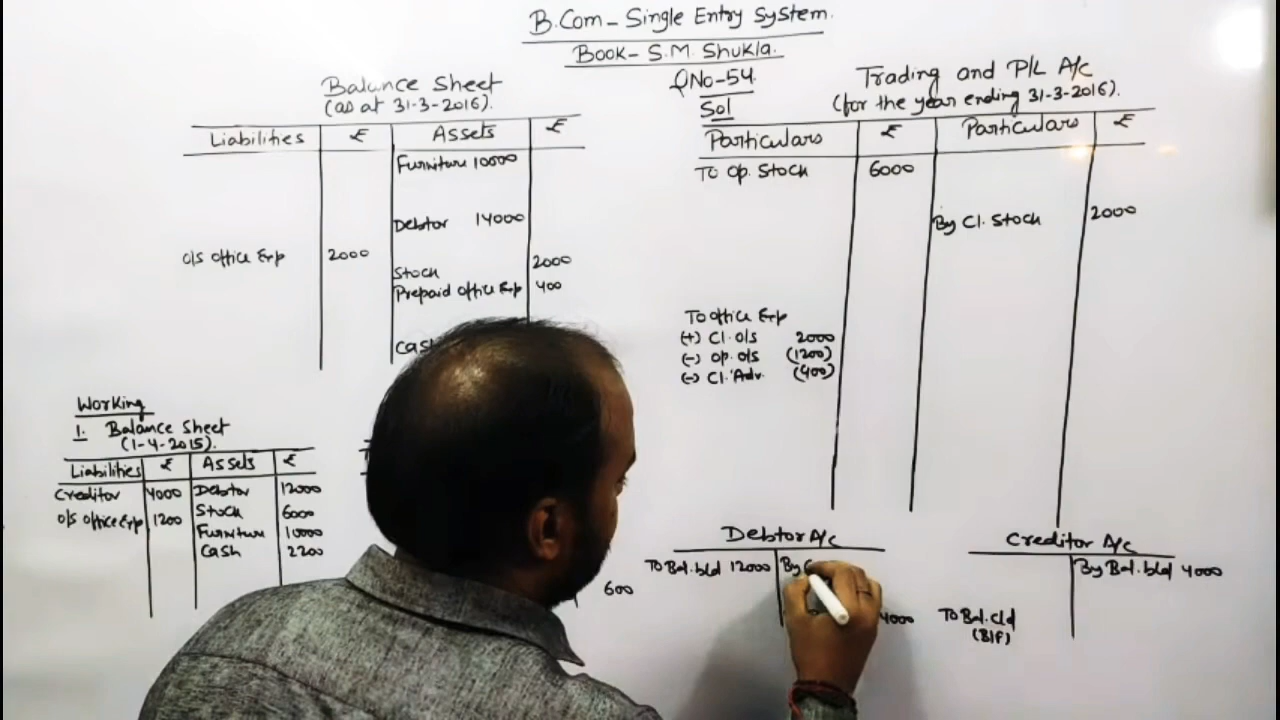 B.Com - Single Entry System.
Book - S.M. Shukla.
QNo-54.
Sol
Balance Sheet
(as at 31-3-2016).
Liabilities ₹ Assets ₹
Furniture 10000
Debtor 14000
o/s office Exp 2000
Stock 2000
Prepaid office Exp 400
Cash
Trading and P/L A/c
(for the year ending 31-3-2016).
Particulars ₹ Particulars ₹
To Op. Stock 6000
By Cl. Stock 2000
To office Exp
(+) Cl. o/s 2000
(-) Op. o/s (1200)
(-) Cl. Adv. (400)
Working
1. Balance Sheet
(1-4-2015).
Liabilities ₹ Assets ₹
Creditor 4000 Debtor 12000
o/s office Exp 1200 Stock 6000
Furniture 10000
Cash 2200
600
Debtor A/c
To Bal. b/d 12000 By
4000
Creditor A/c
By Bal. b/d 4000
To Bal. c/d
(B/F)